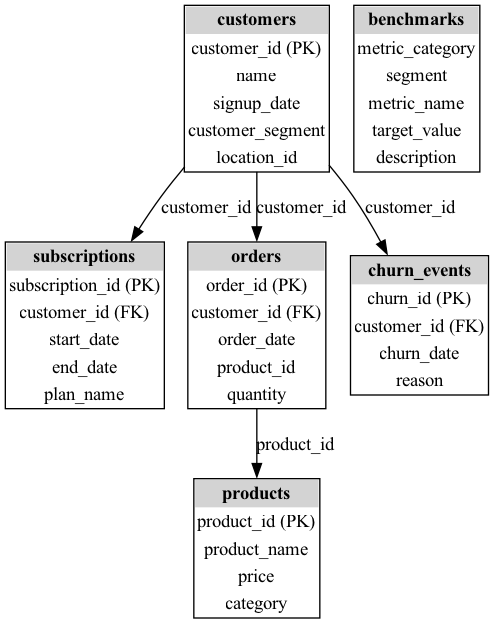 customers
customer_id (PK)
name
signup_date
customer_segment
location_id
benchmarks
metric_category
segment
metric_name
target_value
description
customer_id
customer_id
customer_id
subscriptions
subscription_id (PK)
customer_id (FK)
start_date
end_date
plan_name
orders
order_id (PK)
customer_id (FK)
order_date
product_id
quantity
churn_events
churn_id (PK)
customer_id (FK)
churn_date
reason
product_id
products
product_id (PK)
product_name
price
category